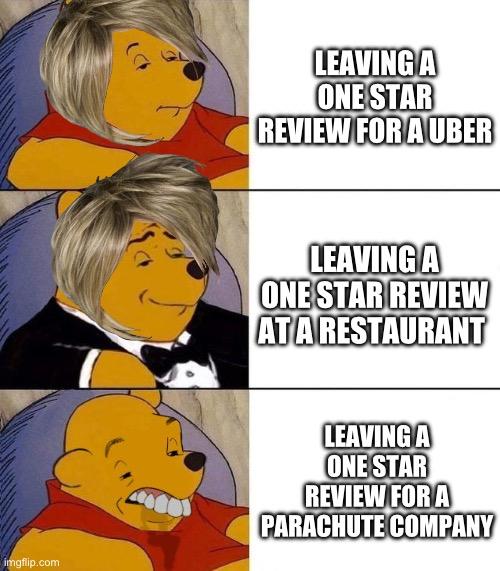 LEAVING A
ONE STAR
REVIEW FOR A UBER
LEAVING A
ONE STAR REVIEW
AT A RESTAURANT
LEAVING A
ONE STAR
REVIEW FOR A
PARACHUTE COMPANY
imgflip.com